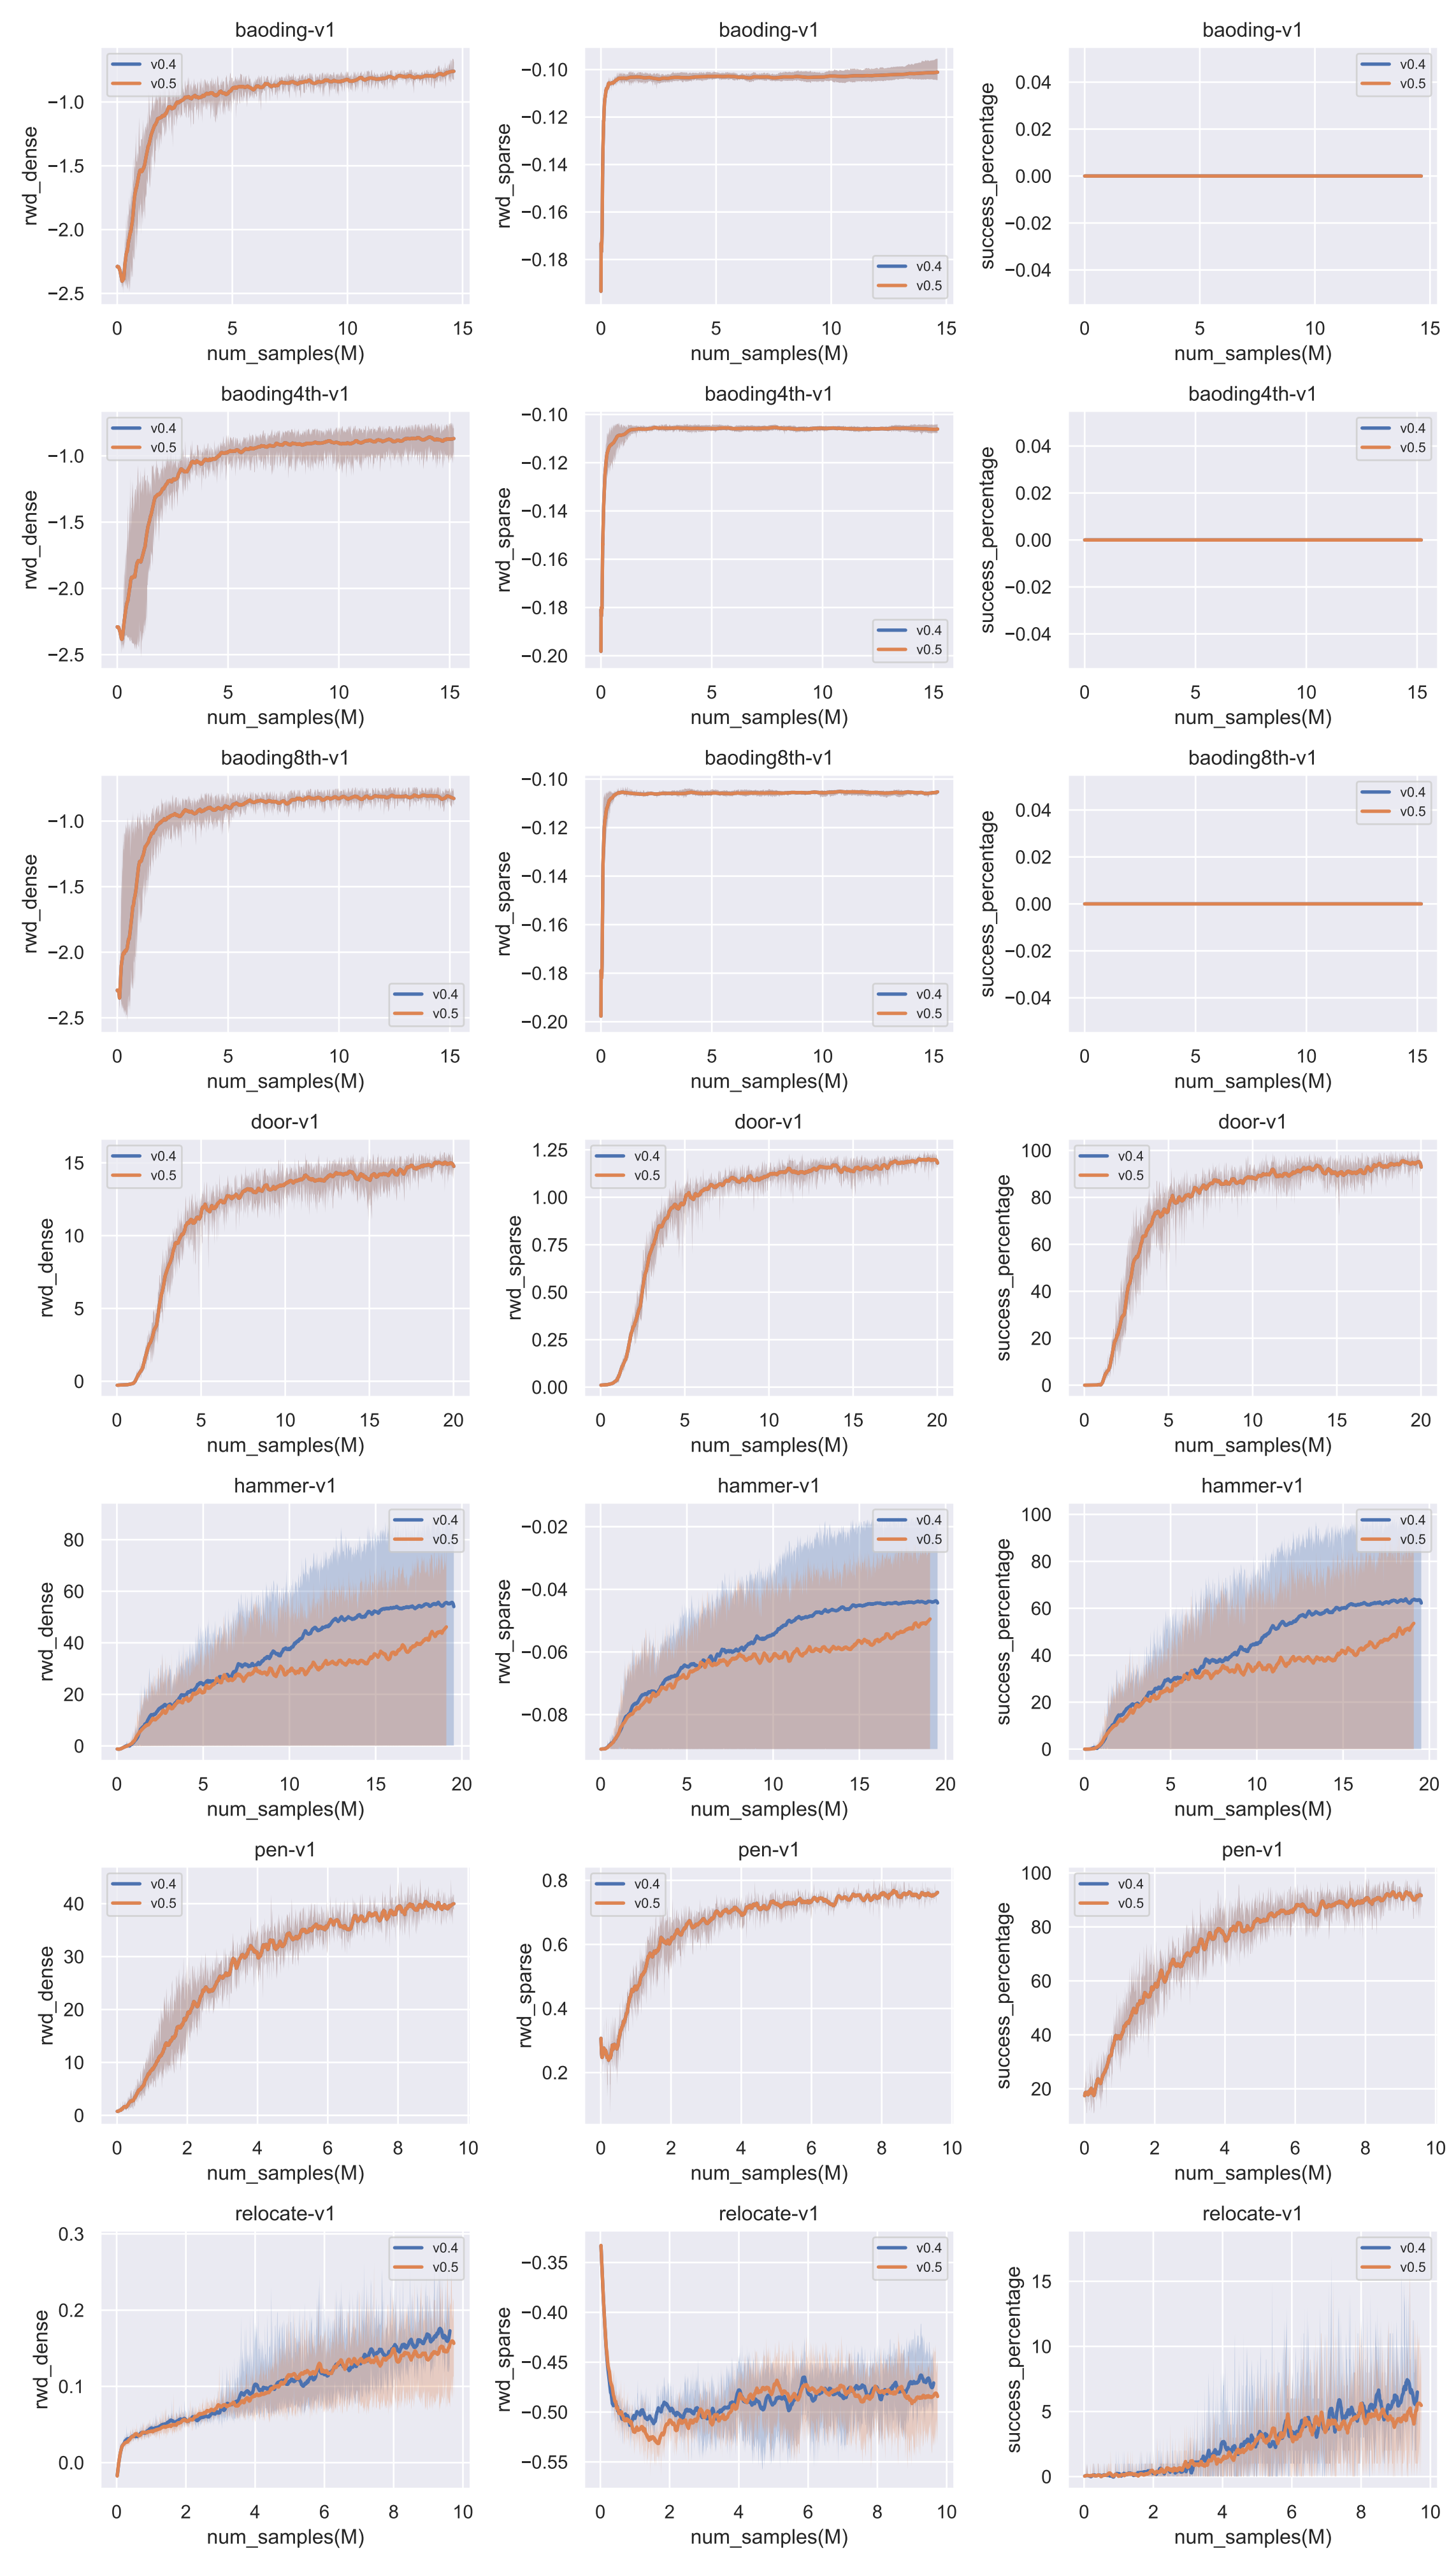 baoding-v1 baoding-v1 baoding-v1
v0.4 v0.4
v0.5 v0.5
v0.4
v0.5
rwd_dense rwd_sparse success_percentage
−1.0 −1.5 −2.0 −2.5
−0.10 −0.12 −0.14 −0.16 −0.18
0.04 0.02 0.00 −0.02 −0.04
0 5 10 15 0 5 10 15 0 5 10 15
num_samples(M) num_samples(M) num_samples(M)
baoding4th-v1 baoding4th-v1 baoding4th-v1
v0.4 v0.4
v0.5 v0.5
v0.4
v0.5
rwd_dense rwd_sparse success_percentage
−1.0 −1.5 −2.0 −2.5
−0.10 −0.12 −0.14 −0.16 −0.18 −0.20
0.04 0.02 0.00 −0.02 −0.04
0 5 10 15 0 5 10 15 0 5 10 15
num_samples(M) num_samples(M) num_samples(M)
baoding8th-v1 baoding8th-v1 baoding8th-v1
v0.4
v0.5
v0.4 v0.4
v0.5 v0.5
rwd_dense rwd_sparse success_percentage
−1.0 −1.5 −2.0 −2.5
−0.10 −0.12 −0.14 −0.16 −0.18 −0.20
0.04 0.02 0.00 −0.02 −0.04
0 5 10 15 0 5 10 15 0 5 10 15
num_samples(M) num_samples(M) num_samples(M)
door-v1 door-v1 door-v1
v0.4 v0.4 v0.4
v0.5 v0.5 v0.5
rwd_dense rwd_sparse success_percentage
15 10 5 0
1.25 1.00 0.75 0.50 0.25 0.00
100 80 60 40 20 0
0 5 10 15 20 0 5 10 15 20 0 5 10 15 20
num_samples(M) num_samples(M) num_samples(M)
hammer-v1 hammer-v1 hammer-v1
v0.4 v0.4 v0.4
v0.5 v0.5 v0.5
rwd_dense rwd_sparse success_percentage
80 60 40 20 0
−0.02 −0.04 −0.06 −0.08
100 80 60 40 20 0
0 5 10 15 20 0 5 10 15 20 0 5 10 15 20
num_samples(M) num_samples(M) num_samples(M)
pen-v1 pen-v1 pen-v1
v0.4 v0.4 v0.4
v0.5 v0.5 v0.5
rwd_dense rwd_sparse success_percentage
40 30 20 10 0
0.8 0.6 0.4 0.2
100 80 60 40 20
0 2 4 6 8 10 0 2 4 6 8 10 0 2 4 6 8 10
num_samples(M) num_samples(M) num_samples(M)
relocate-v1 relocate-v1 relocate-v1
v0.4 v0.4 v0.4
v0.5 v0.5 v0.5
rwd_dense rwd_sparse success_percentage
0.3 0.2 0.1 0.0
−0.35 −0.40 −0.45 −0.50 −0.55
15 10 5 0
0 2 4 6 8 10 0 2 4 6 8 10 0 2 4 6 8 10
num_samples(M) num_samples(M) num_samples(M)